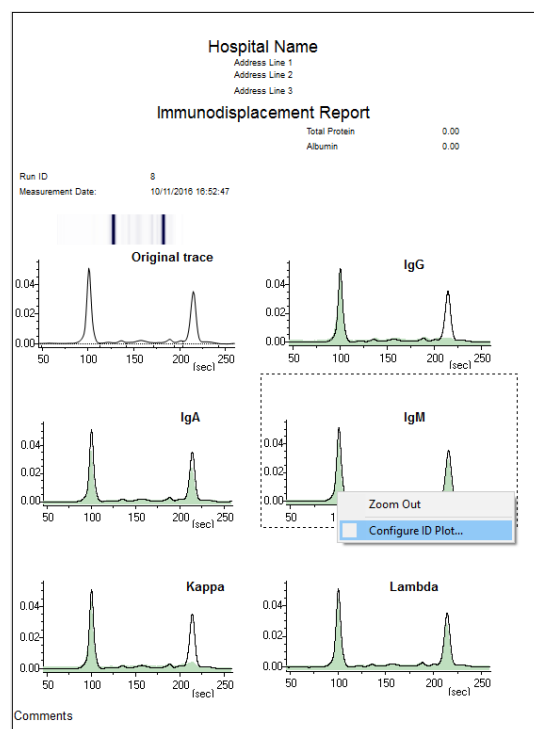 Hospital Name
Address Line 1
Address Line 2
Address Line 3
Immunodisplacement Report
Total Protein 0.00
Albumin 0.00
Run ID 8
Measurement Date: 10/11/2016 16:52:47
Original trace
0.04
0.02
0.00
50 100 150 200 250
[sec]
IgG
0.04
0.02
0.00
50 100 150 200 250
[sec]
IgA
0.04
0.02
0.00
50 100 150 200 250
[sec]
IgM
0.04
0.02
0.00
50
Zoom Out
Configure ID Plot...
Kappa
0.04
0.02
0.00
50 100 150 200 250
[sec]
Lambda
0.04
0.02
0.00
50 100 150 200 250
[sec]
Comments